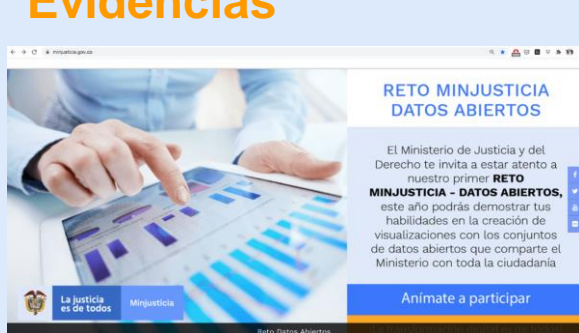 Evidencias
minjusticia.gov.co
RETO MINJUSTICIA
DATOS ABIERTOS
El Ministerio de Justicia y del
Derecho te invita a estar atento a
nuestro primer RETO
MINJUSTICIA - DATOS ABIERTOS,
este año podrás demostrar tus
habilidades en la creación de
visualizaciones con los conjuntos
de datos abiertos que comparte el
Ministerio con toda la ciudadanía
La justicia
es de todos
Minjusticia
Anímate a participar
Reto Datos Abiertos